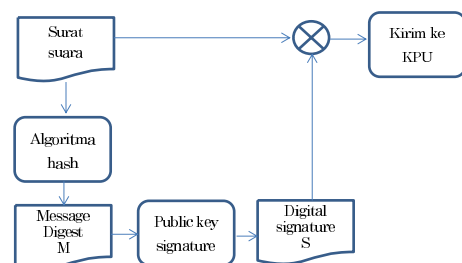 Surat
suara
Kirim ke
KPU
Algoritma
hash
Message
Digest
M
Public key
signature
Digital
signature
S